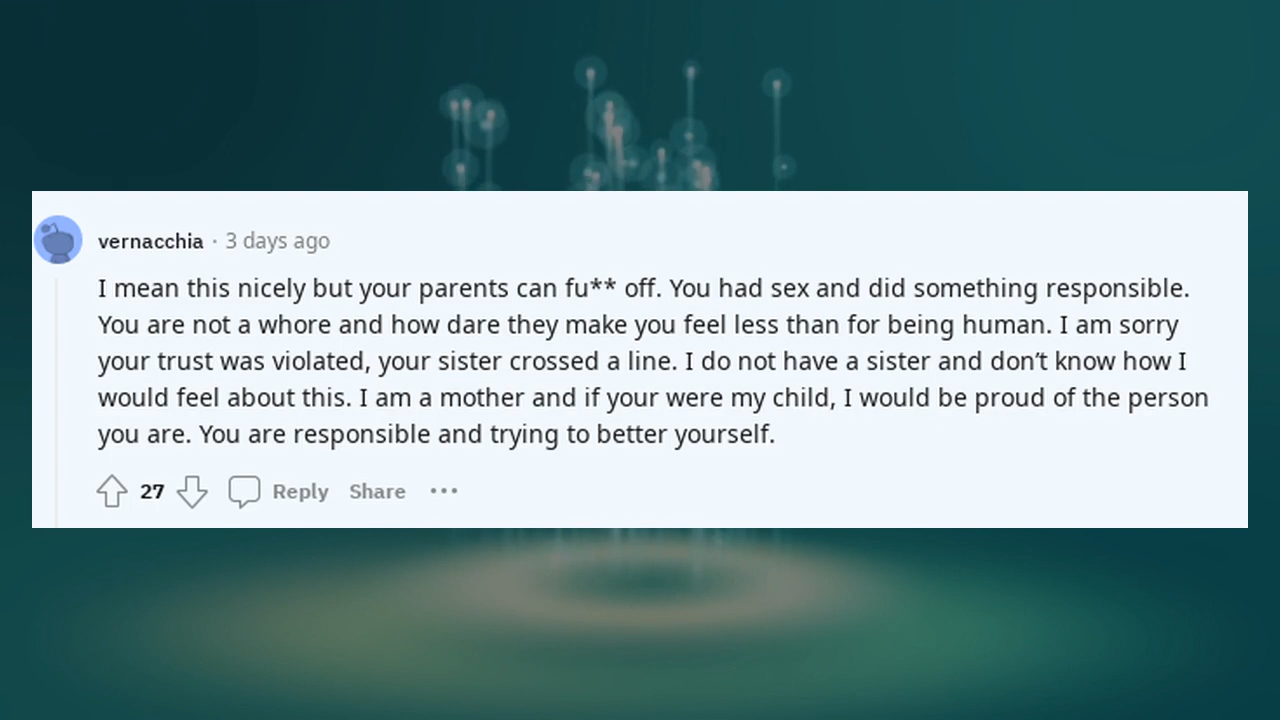 vernacchia · 3 days ago
I mean this nicely but your parents can fu** off. You had sex and did something responsible.
You are not a whore and how dare they make you feel less than for being human. I am sorry
your trust was violated, your sister crossed a line. I do not have a sister and don’t know how I
would feel about this. I am a mother and if your were my child, I would be proud of the person
you are. You are responsible and trying to better yourself.
27 Reply Share •••